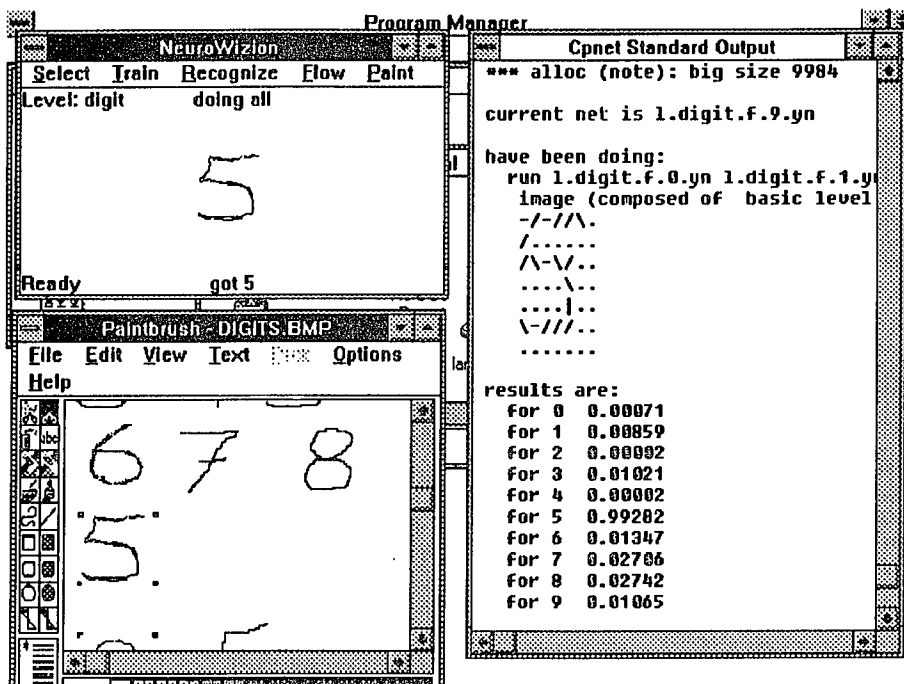 Program Manager
NeuroWizion
Select Train Recognize Flow Paint
Level: digit doing all
5
Ready got 5
Paintbrush - DIGITS.BMP
File Edit View Text Options
Help
abc
6 7 8
5
Cpnet Standard Output
*** alloc (note): big size 9984
current net is l.digit.f.9.yn
have been doing:
run l.digit.f.0.yn l.digit.f.1.y
image (composed of basic level
-/-//\.
/......
/\-\/..
....\..
....|..
\-///..
.......
results are:
for 0 0.00071
for 1 0.00859
for 2 0.00002
for 3 0.01021
for 4 0.00002
for 5 0.99282
for 6 0.01347
for 7 0.02706
for 8 0.02742
for 9 0.01065